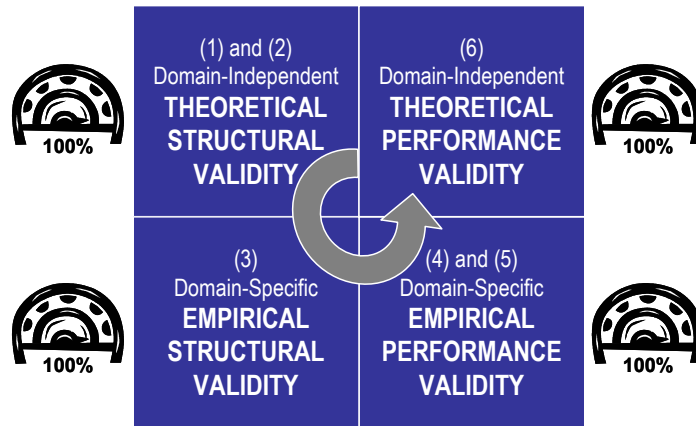 (1) and (2)
Domain-Independent
THEORETICAL
STRUCTURAL
VALIDITY
(6)
Domain-Independent
THEORETICAL
PERFORMANCE
VALIDITY
100%
100%
(3)
Domain-Specific
EMPIRICAL
STRUCTURAL
VALIDITY
(4) and (5)
Domain-Specific
EMPIRICAL
PERFORMANCE
VALIDITY
100%
100%